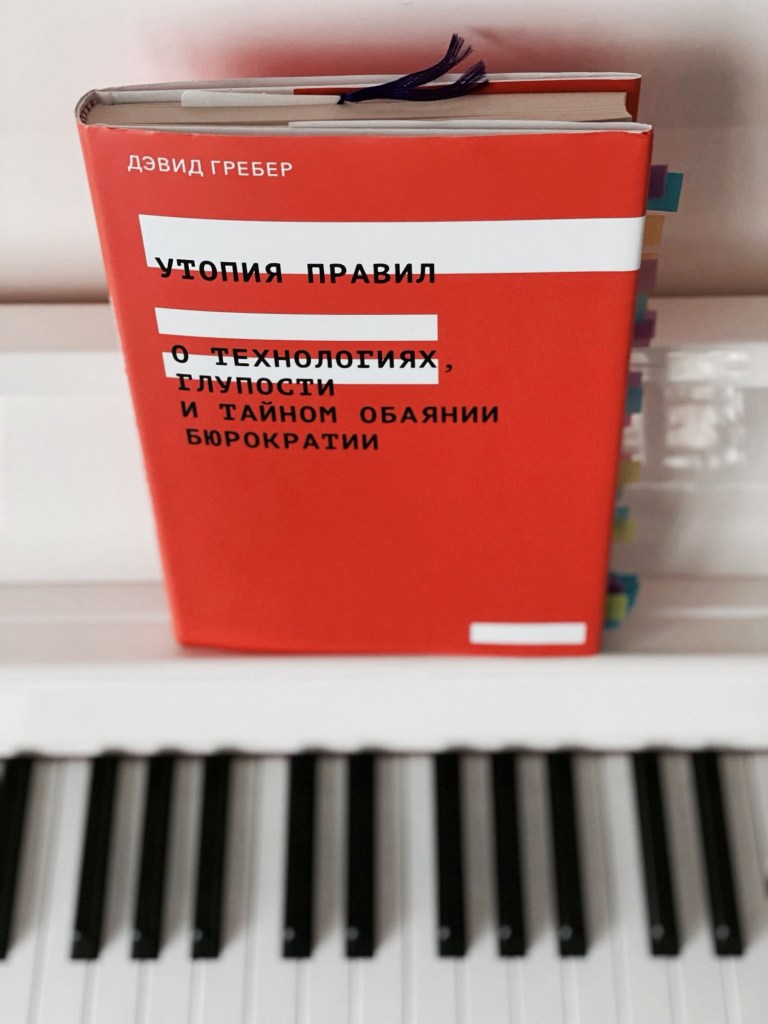 ДЭВИД ГРЕБЕР
УТОПИЯ ПРАВИЛ
О ТЕХНОЛОГИЯХ,
ГЛУПОСТИ
И ТАЙНОМ ОБАЯНИИ
БЮРОКРАТИИ